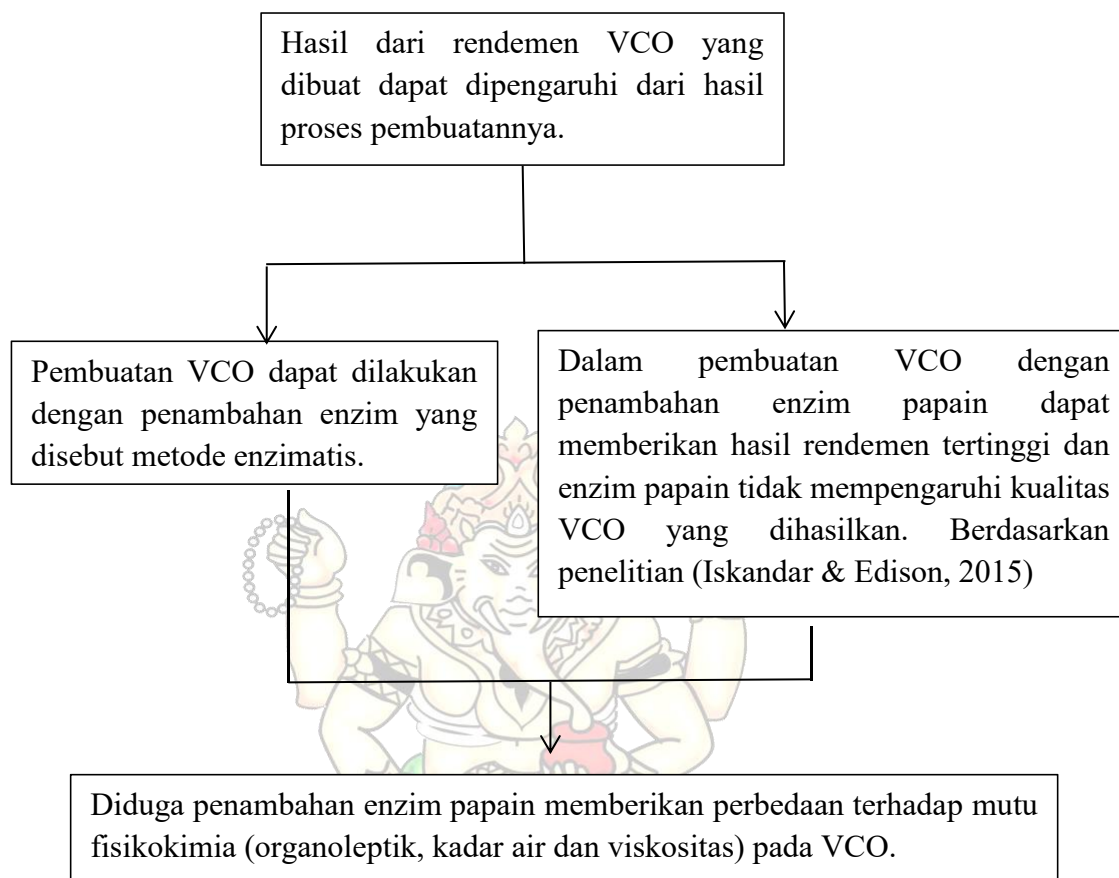 Hasil dari rendemen VCO yang
dibuat dapat dipengaruhi dari hasil
proses pembuatannya.
Pembuatan VCO dapat dilakukan
dengan penambahan enzim yang
disebut metode enzimatis.
Dalam pembuatan VCO dengan
penambahan enzim papain dapat
memberikan hasil rendemen tertinggi dan
enzim papain tidak mempengaruhi kualitas
VCO yang dihasilkan. Berdasarkan
penelitian (Iskandar & Edison, 2015)
Diduga penambahan enzim papain memberikan perbedaan terhadap mutu
fisikokimia (organoleptik, kadar air dan viskositas) pada VCO.